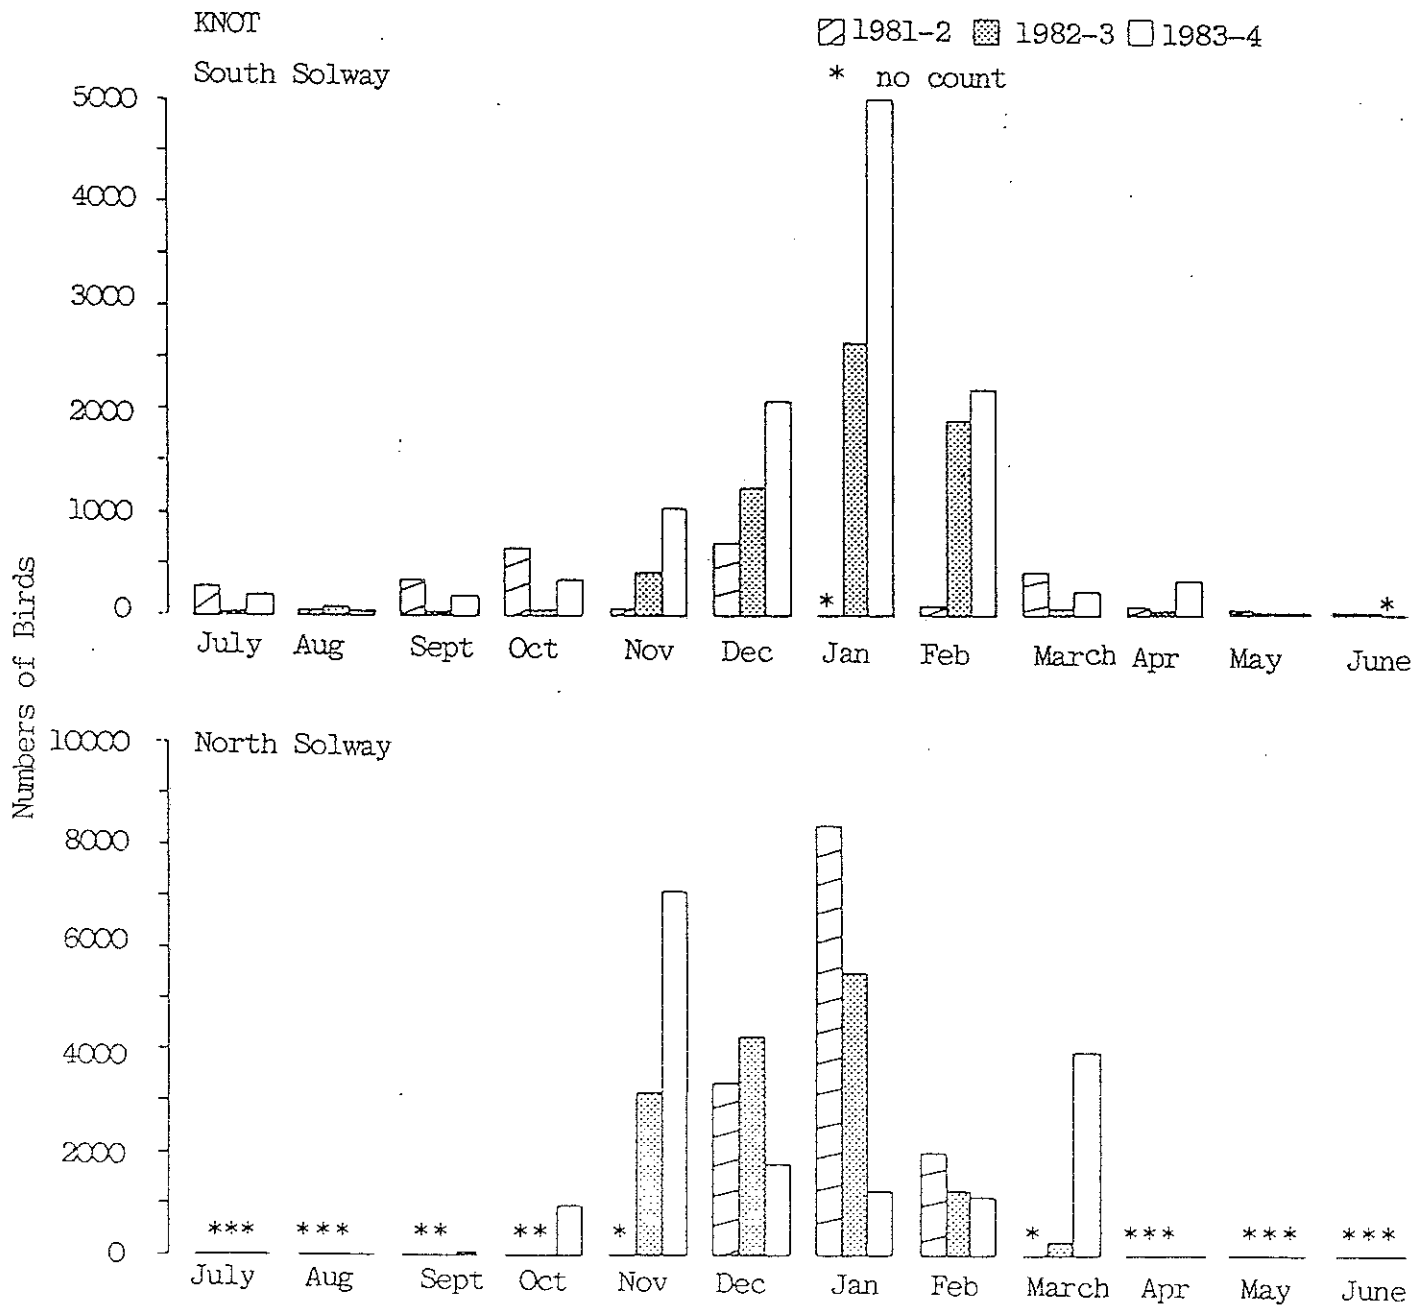 KNOT
1981-2 1982-3 1983-4
South Solway
* no count
5000
4000
3000
2000
1000
0
*
*
July Aug Sept Oct Nov Dec Jan Feb March Apr May June
Numbers of Birds
North Solway
10000
8000
6000
4000
2000
0
*** *** ** ** * * *** *** ***
July Aug Sept Oct Nov Dec Jan Feb March Apr May June